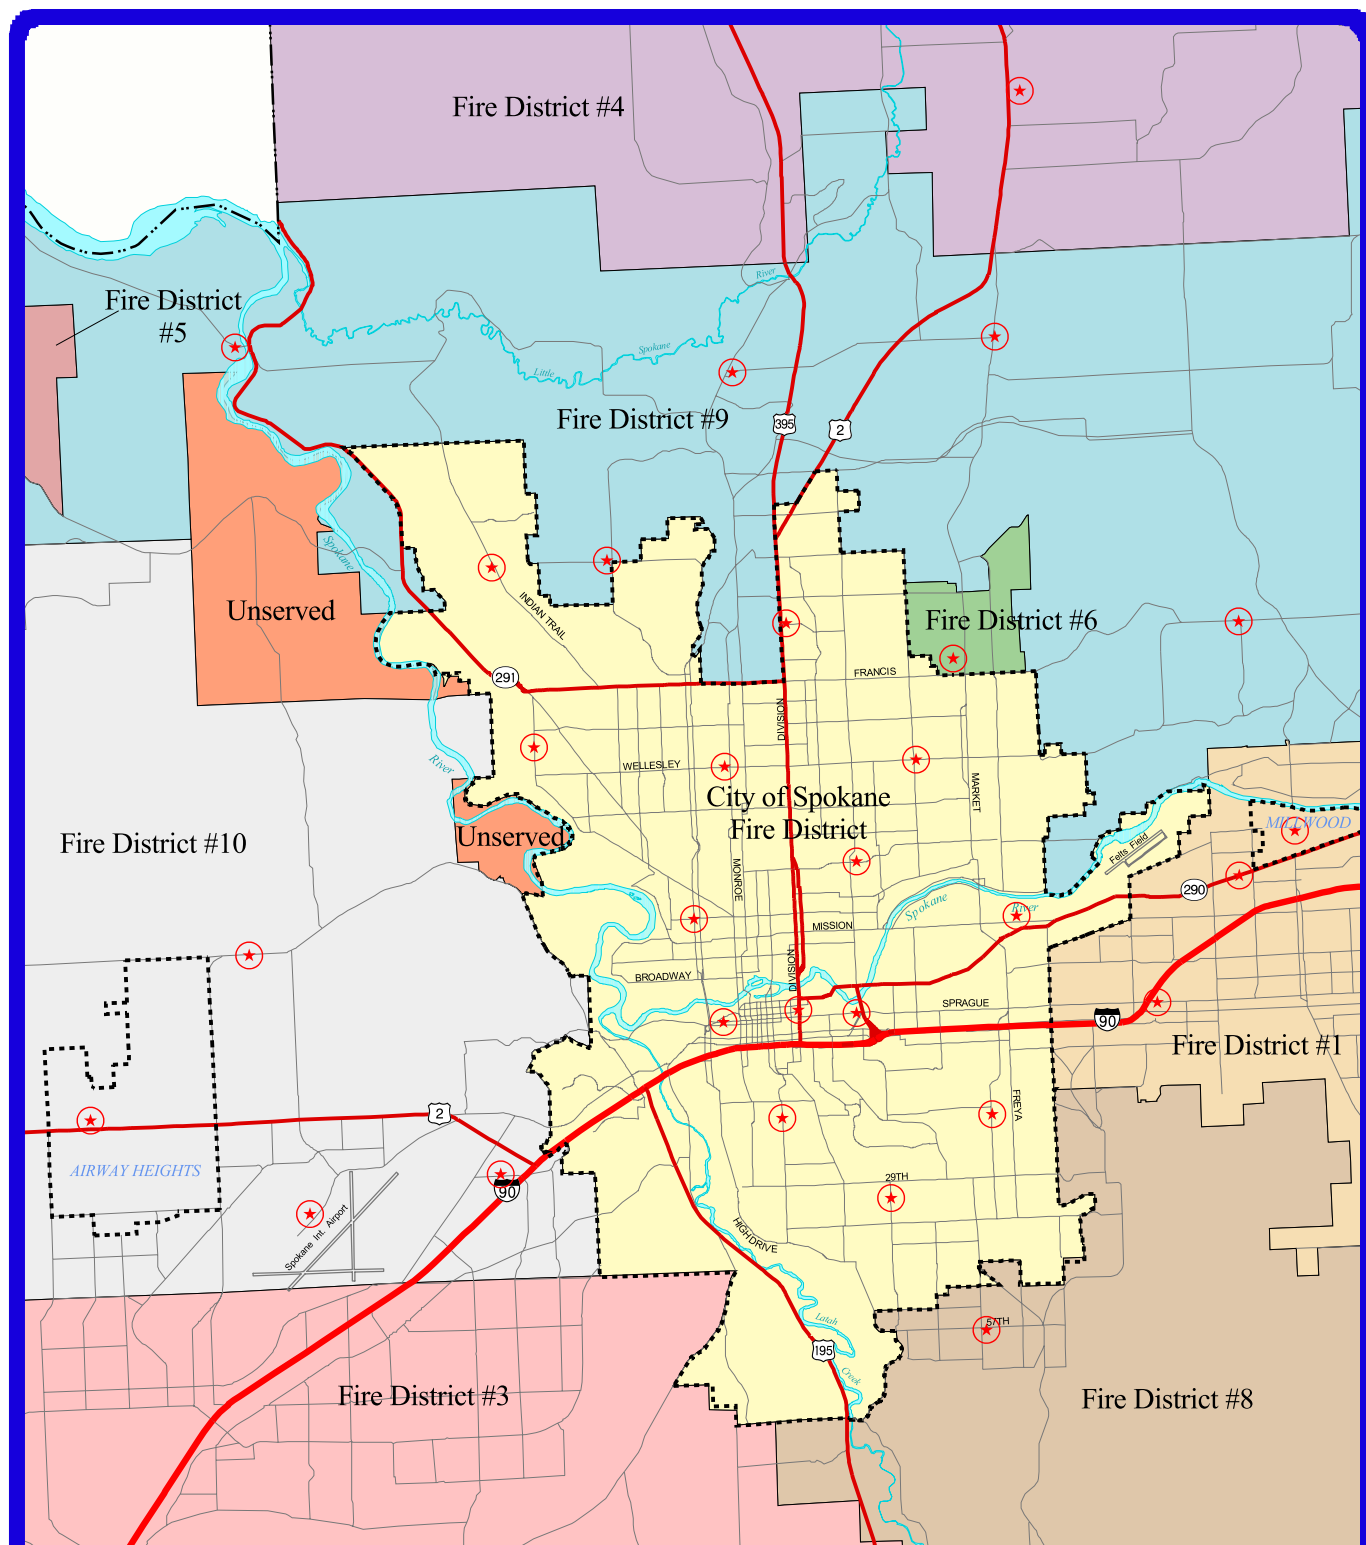 Fire District #4
River
Fire District
#5
Spokane
Little
Fire District #9
395
2
Spokane
INDIAN TRAIL
Unserved
Fire District #6
FRANCIS
291
DIVISION
River
WELLESLEY
MARKET
City of Spokane
Fire District
Unserved
Fire District #10
MILLWOOD
Felts Field
MONROE
290
Spokane
River
MISSION
BROADWAY
DIVISION
SPRAGUE
90
Fire District #1
2
FREYA
AIRWAY HEIGHTS
29TH
90
Spokane Int. Airport
HIGH DRIVE
Latah
57TH
195
Creek
Fire District #3
Fire District #8